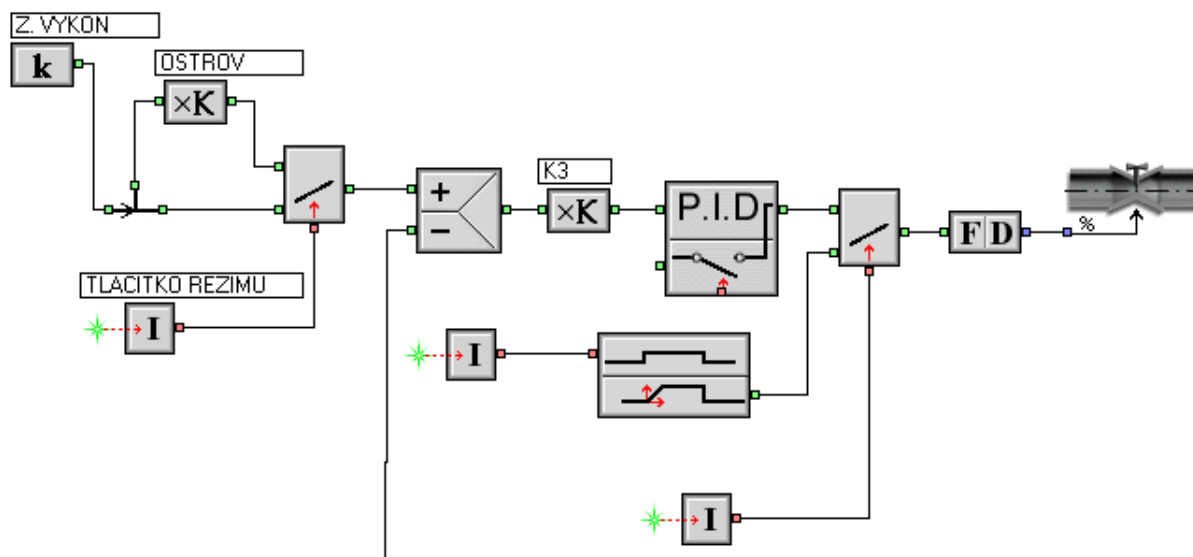 Z. VYKON
k
OSTROV
×K
K3
+
−
×K
P.I.D
F D
%
TLACITKO REZIMU
I
I
I